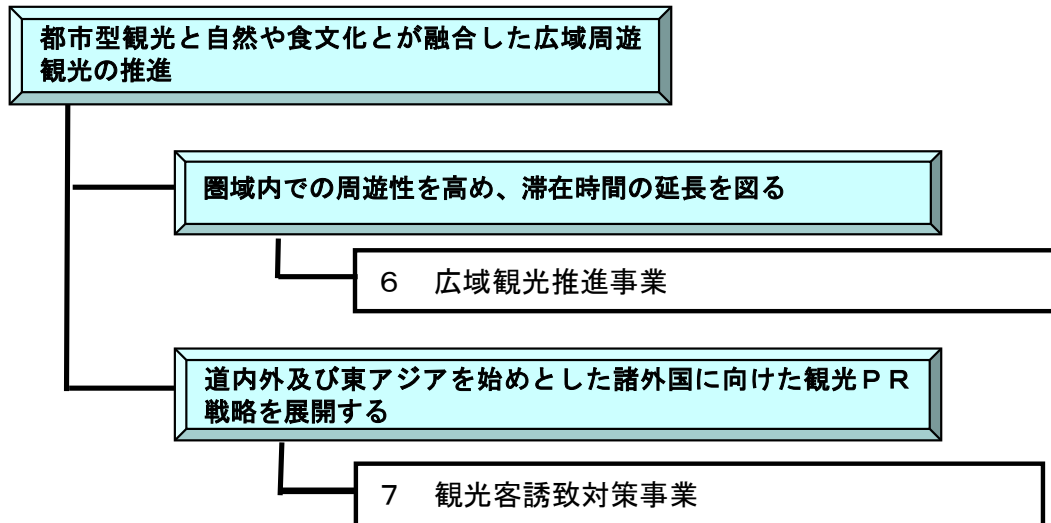 都市型観光と自然や食文化とが融合した広域周遊
観光の推進
圏域内での周遊性を高め、滞在時間の延長を図る
６　広域観光推進事業
道内外及び東アジアを始めとした諸外国に向けた観光ＰＲ
戦略を展開する
７　観光客誘致対策事業